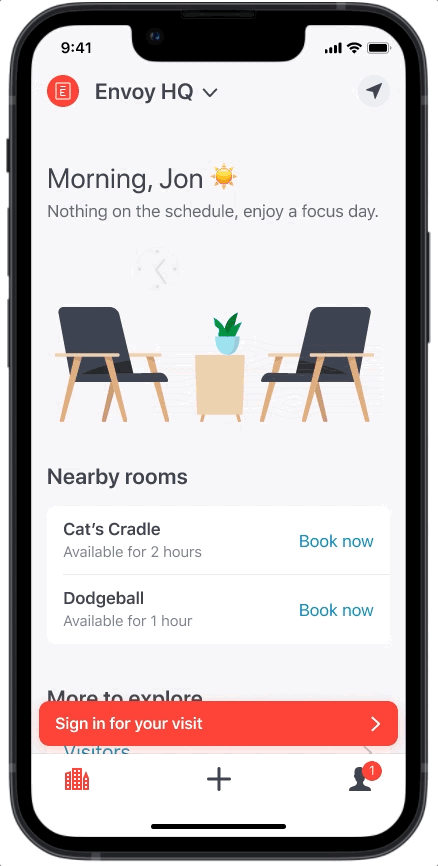 9:41
E
Envoy HQ
Morning, Jon
Nothing on the schedule, enjoy a focus day.
Nearby rooms
Cat's Cradle
Available for 2 hours
Book now
Dodgeball
Available for 1 hour
Book now
More to explore
Sign in for your visit
Visitors
1